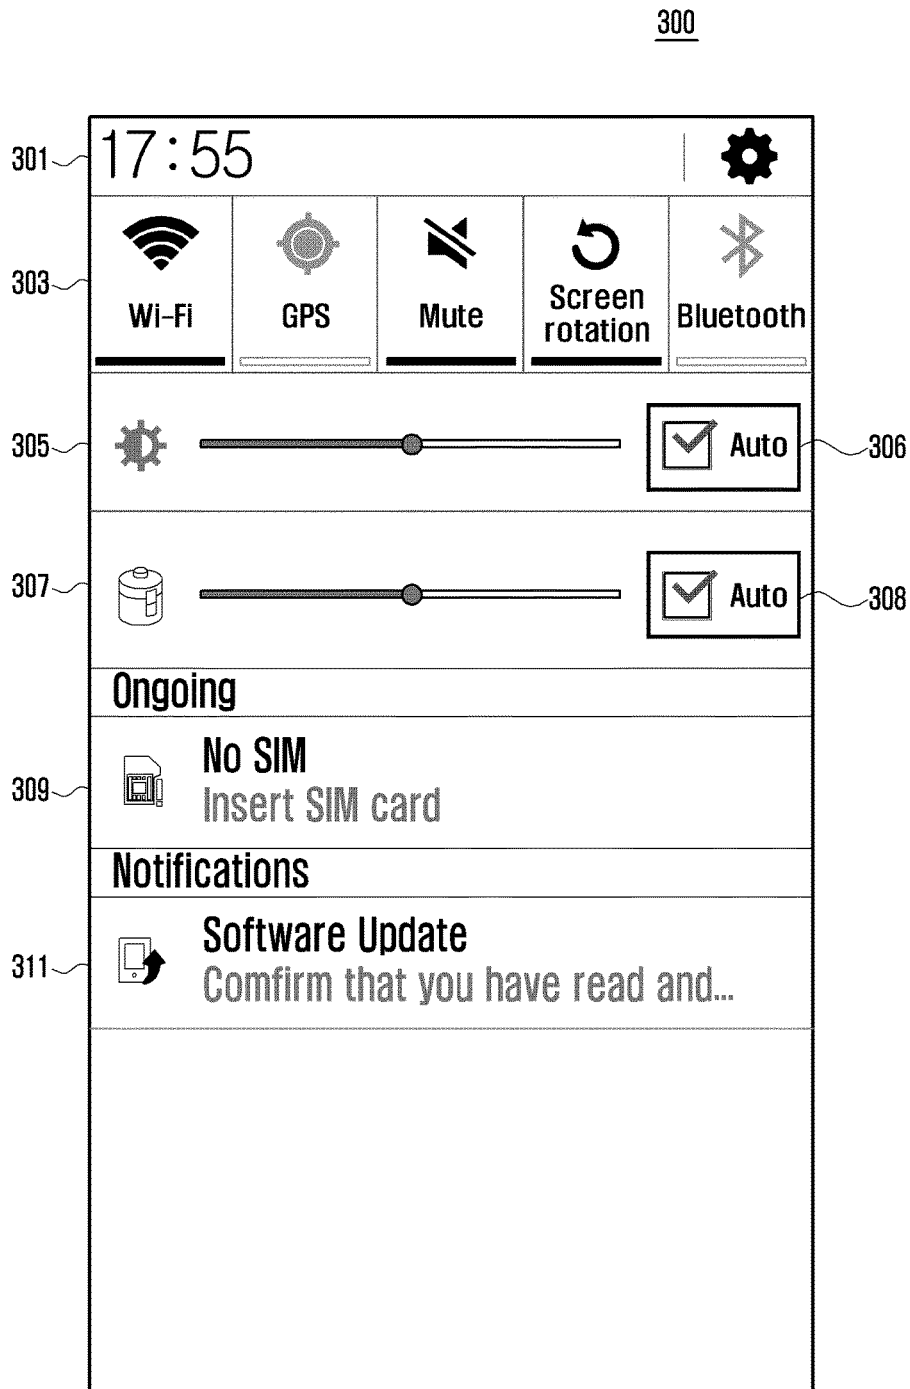 300
301
17:55
303
Wi-Fi
GPS
Mute
Screen
rotation
Bluetooth
305
Auto
306
307
Auto
308
Ongoing
309
No SIM
Insert SIM card
Notifications
311
Software Update
Comfirm that you have read and...